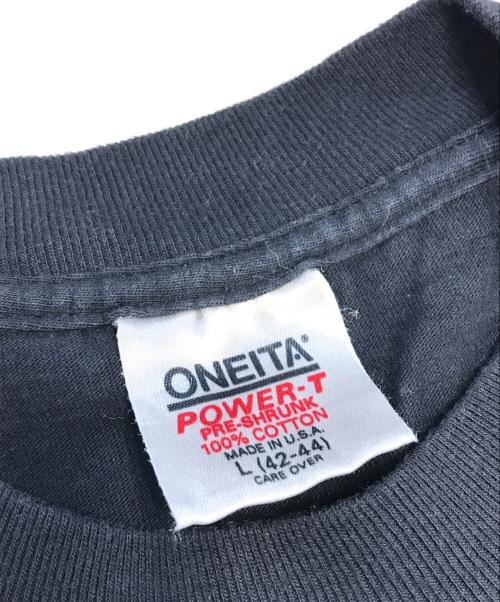 ONEITA®
POWER-T
PRE-SHRUNK
100% COTTON
MADE IN U.S.A.
L (42-44)
CARE OVER